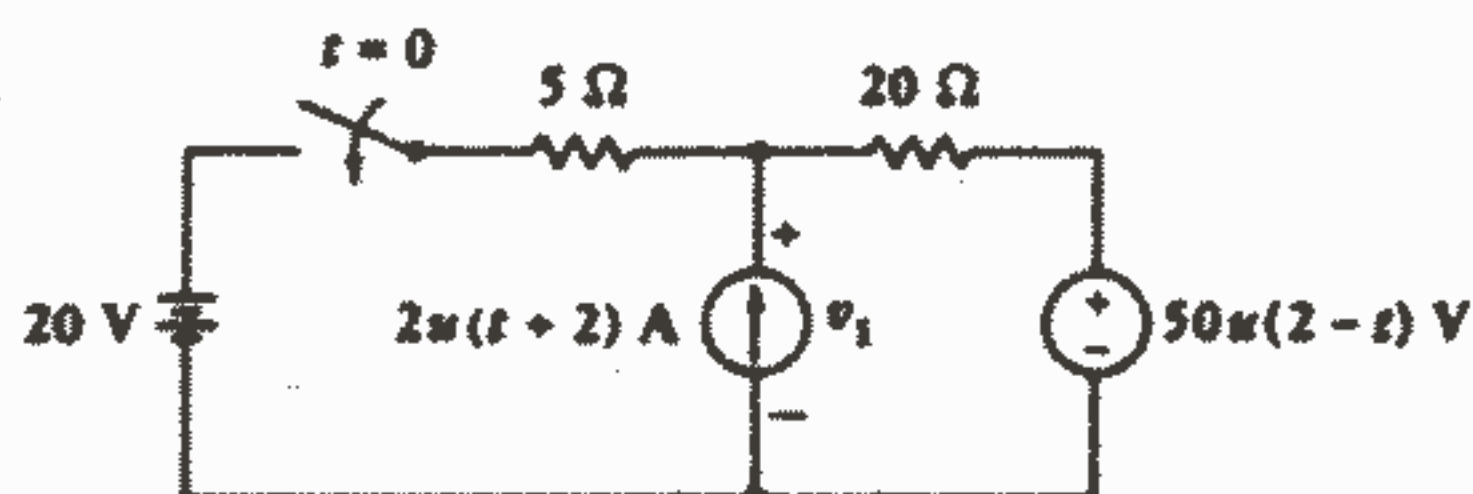 t = 0
5 Ω
20 Ω
+
20 V
2u(t + 2) A
v₁
+
−
50u(2 − t) V
−